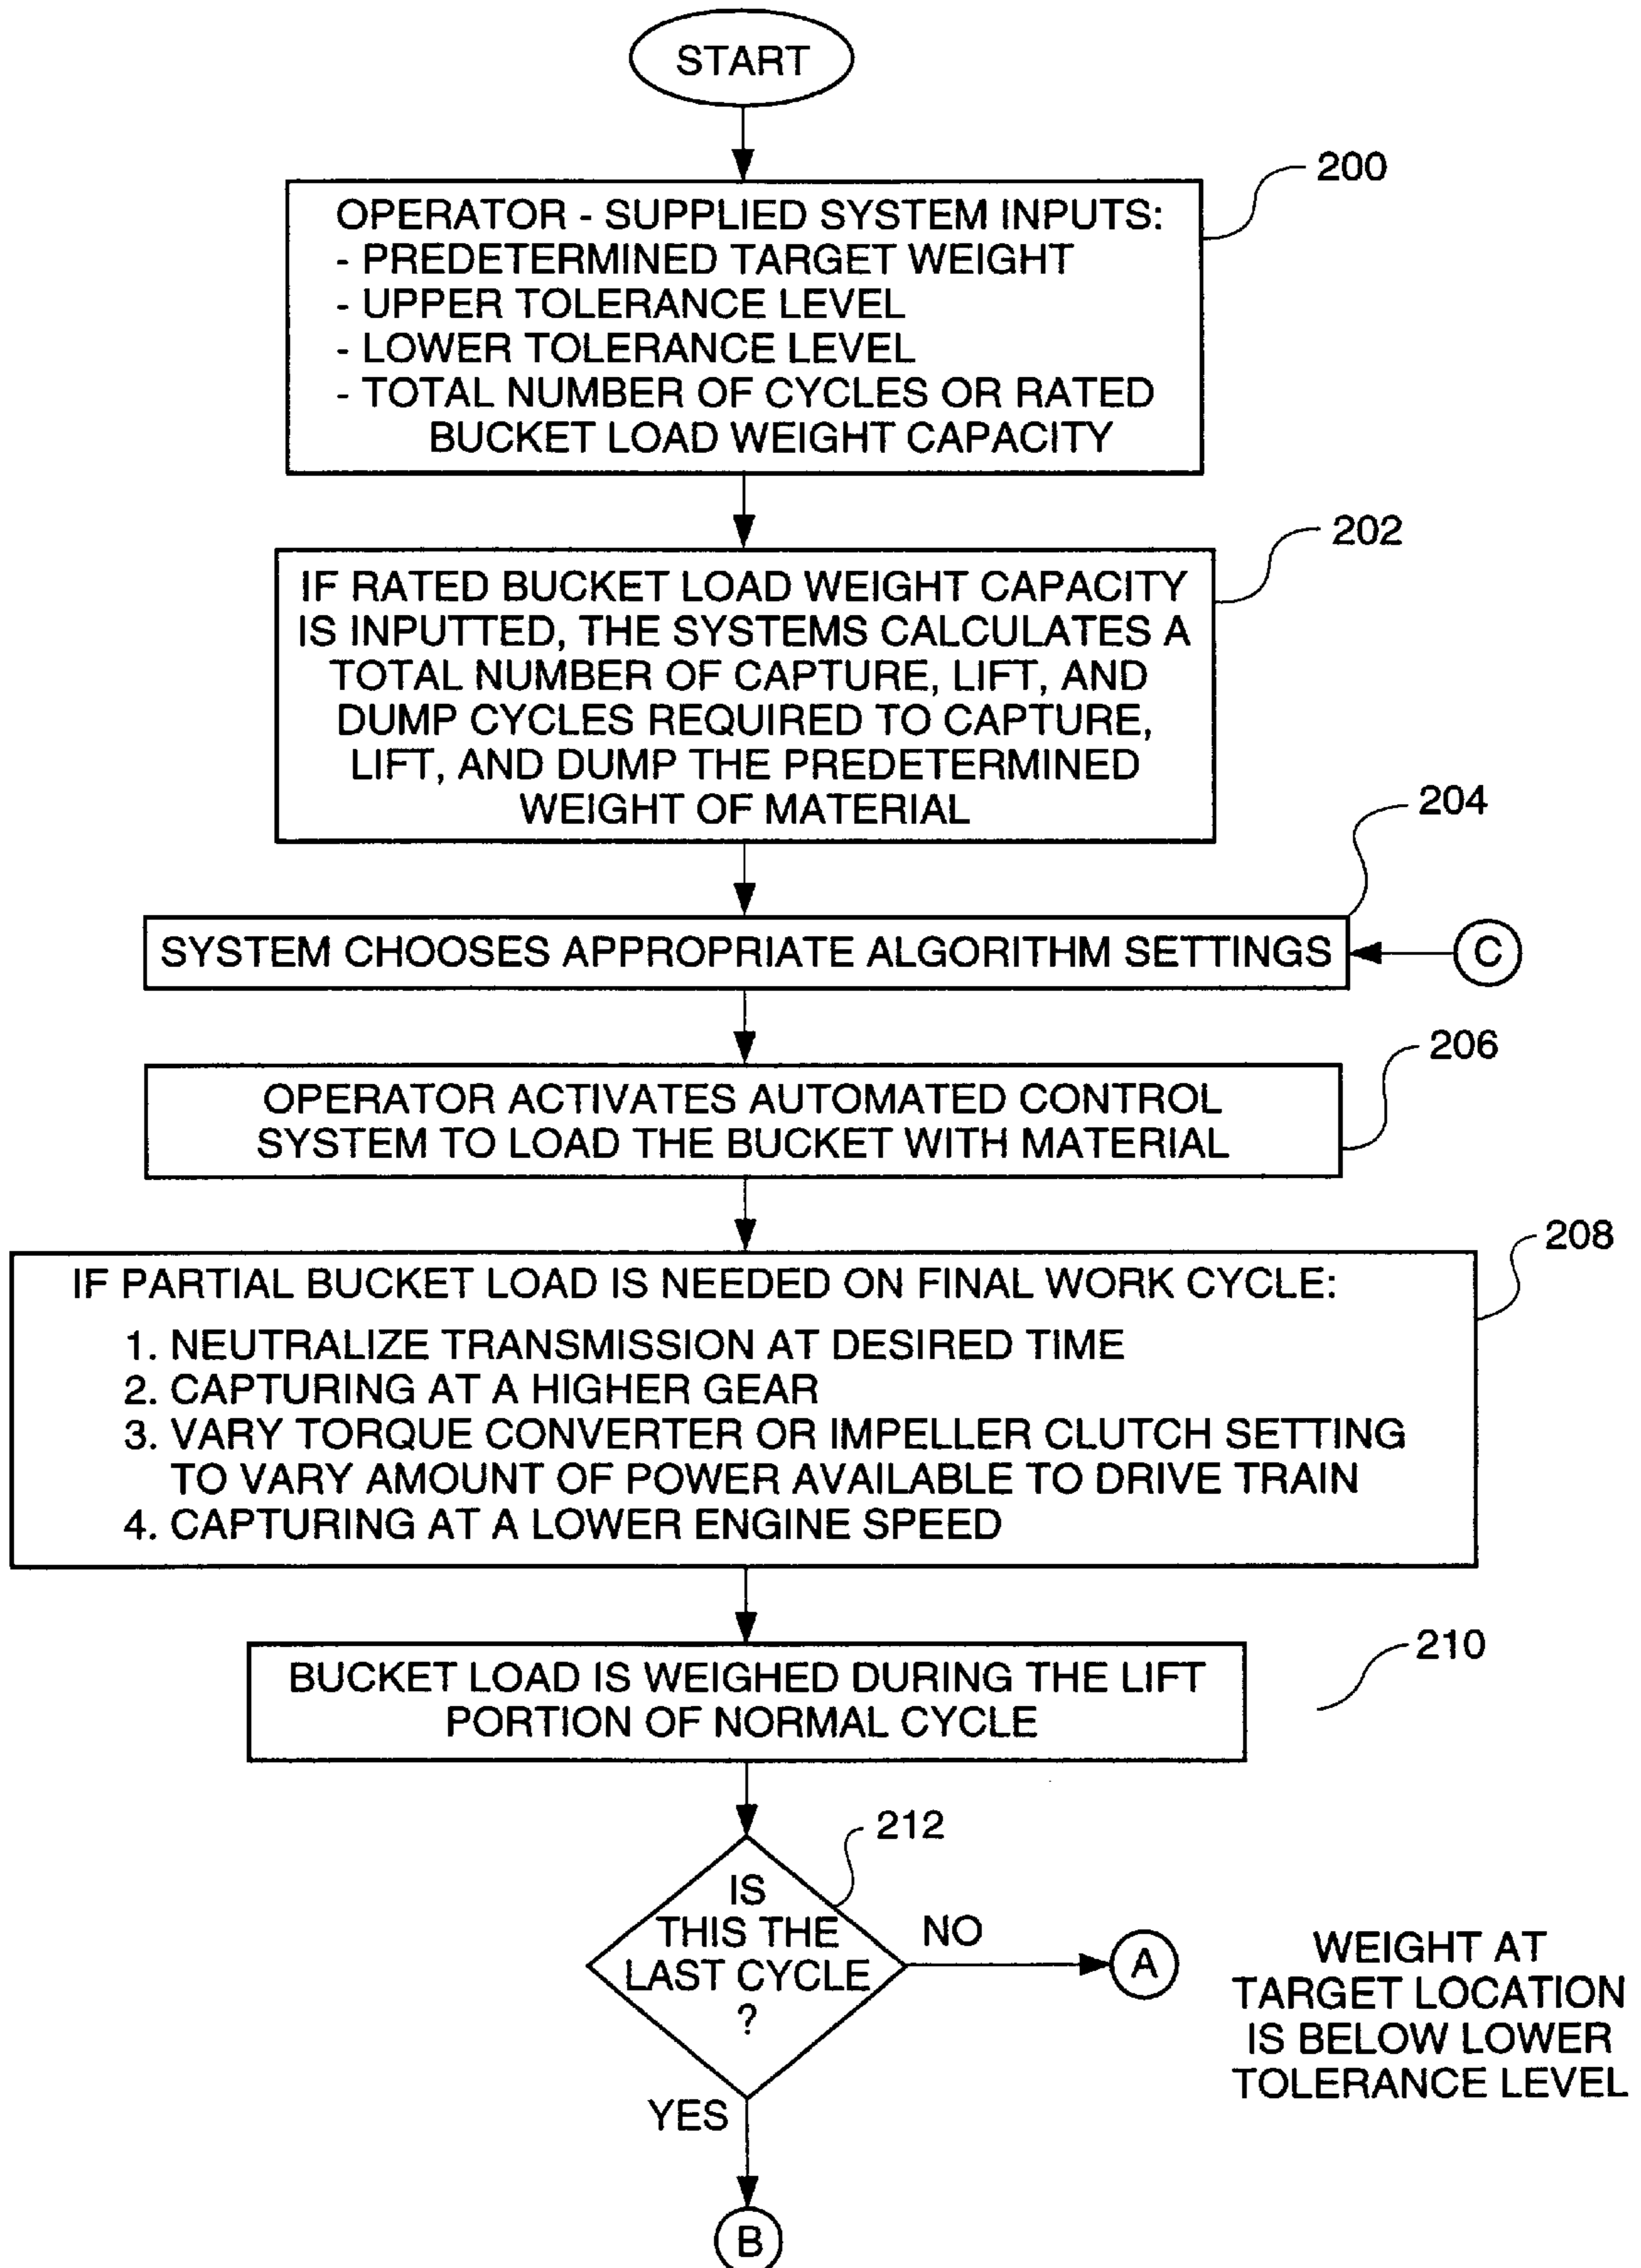 START
200
OPERATOR - SUPPLIED SYSTEM INPUTS:
- PREDETERMINED TARGET WEIGHT
- UPPER TOLERANCE LEVEL
- LOWER TOLERANCE LEVEL
- TOTAL NUMBER OF CYCLES OR RATED
BUCKET LOAD WEIGHT CAPACITY
202
IF RATED BUCKET LOAD WEIGHT CAPACITY
IS INPUTTED, THE SYSTEMS CALCULATES A
TOTAL NUMBER OF CAPTURE, LIFT, AND
DUMP CYCLES REQUIRED TO CAPTURE,
LIFT, AND DUMP THE PREDETERMINED
WEIGHT OF MATERIAL
204
SYSTEM CHOOSES APPROPRIATE ALGORITHM SETTINGS
C
206
OPERATOR ACTIVATES AUTOMATED CONTROL
SYSTEM TO LOAD THE BUCKET WITH MATERIAL
208
IF PARTIAL BUCKET LOAD IS NEEDED ON FINAL WORK CYCLE:
1. NEUTRALIZE TRANSMISSION AT DESIRED TIME
2. CAPTURING AT A HIGHER GEAR
3. VARY TORQUE CONVERTER OR IMPELLER CLUTCH SETTING
TO VARY AMOUNT OF POWER AVAILABLE TO DRIVE TRAIN
4. CAPTURING AT A LOWER ENGINE SPEED
210
BUCKET LOAD IS WEIGHED DURING THE LIFT
PORTION OF NORMAL CYCLE
212
IS
THIS THE
LAST CYCLE
?
NO
A
WEIGHT AT
TARGET LOCATION
IS BELOW LOWER
TOLERANCE LEVEL
YES
B